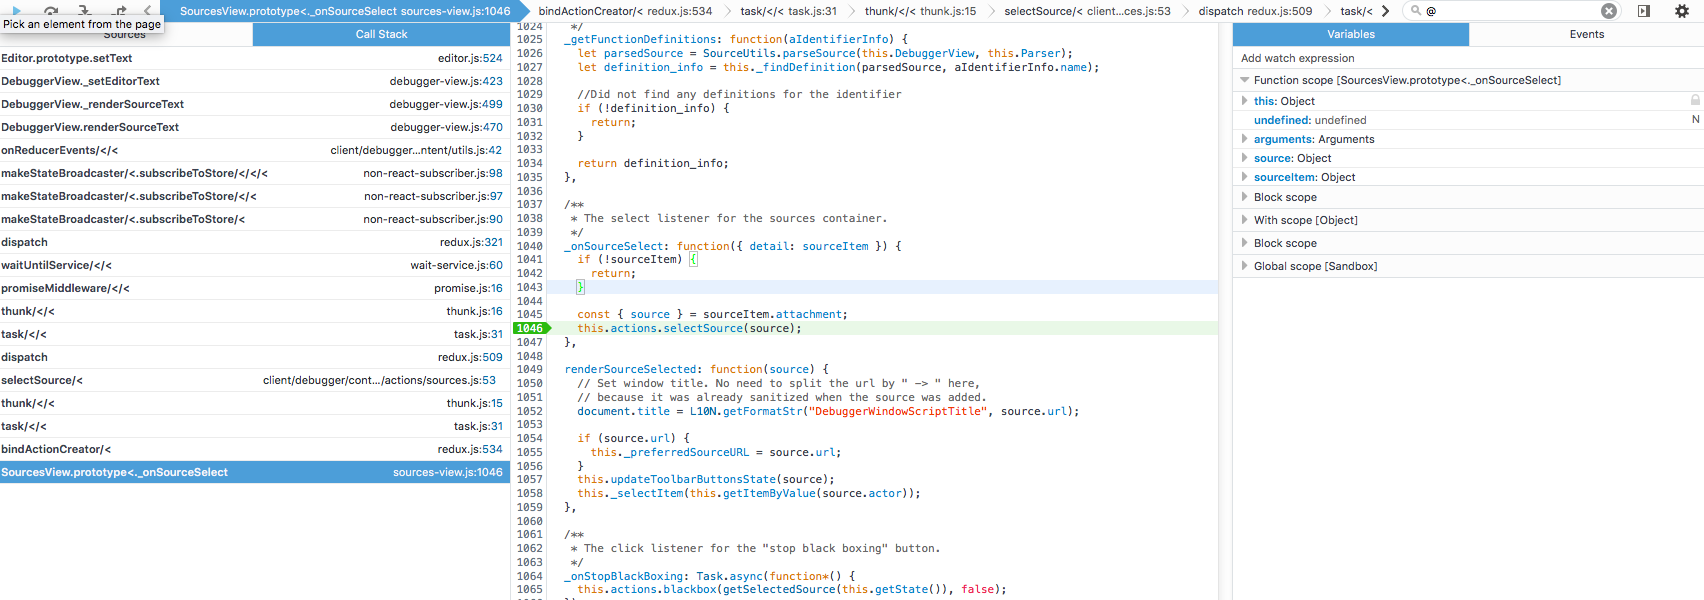 SourcesView.prototype<._onSourceSelect sources-view.js:1046 bindActionCreator/< redux.js:534 task/</< task.js:31 thunk/</< thunk.js:15 selectSource/< client...ces.js:53 dispatch redux.js:509 task/< @
Pick an element from the page
Sources Call Stack
Editor.prototype.setText editor.js:524
DebuggerView._setEditorText debugger-view.js:423
DebuggerView._renderSourceText debugger-view.js:499
DebuggerView.renderSourceText debugger-view.js:470
onReducerEvents/</< client/debugger...ntent/utils.js:42
makeStateBroadcaster/<.subscribeToStore/</</< non-react-subscriber.js:98
makeStateBroadcaster/<.subscribeToStore/</< non-react-subscriber.js:97
makeStateBroadcaster/<.subscribeToStore/< non-react-subscriber.js:90
dispatch redux.js:321
waitUntilService/</< wait-service.js:60
promiseMiddleware/</< promise.js:16
thunk/</< thunk.js:16
task/</< task.js:31
dispatch redux.js:509
selectSource/< client/debugger/cont.../actions/sources.js:53
thunk/</< thunk.js:15
task/</< task.js:31
bindActionCreator/< redux.js:534
SourcesView.prototype<._onSourceSelect sources-view.js:1046
1024 */
1025 _getFunctionDefinitions: function(aIdentifierInfo) {
1026 let parsedSource = SourceUtils.parseSource(this.DebuggerView, this.Parser);
1027 let definition_info = this._findDefinition(parsedSource, aIdentifierInfo.name);
1028
1029 //Did not find any definitions for the identifier
1030 if (!definition_info) {
1031 return;
1032 }
1033
1034 return definition_info;
1035 },
1036
1037 /**
1038 * The select listener for the sources container.
1039 */
1040 _onSourceSelect: function({ detail: sourceItem }) {
1041 if (!sourceItem) {
1042 return;
1043 }
1044
1045 const { source } = sourceItem.attachment;
1046 this.actions.selectSource(source);
1047 },
1048
1049 renderSourceSelected: function(source) {
1050 // Set window title. No need to split the url by " -> " here,
1051 // because it was already sanitized when the source was added.
1052 document.title = L10N.getFormatStr("DebuggerWindowScriptTitle", source.url);
1053
1054 if (source.url) {
1055 this._preferredSourceURL = source.url;
1056 }
1057 this.updateToolbarButtonsState(source);
1058 this._selectItem(this.getItemByValue(source.actor));
1059 },
1060
1061 /**
1062 * The click listener for the "stop black boxing" button.
1063 */
1064 _onStopBlackBoxing: Task.async(function*() {
1065 this.actions.blackbox(getSelectedSource(this.getState()), false);
Variables Events
Add watch expression
Function scope [SourcesView.prototype<._onSourceSelect]
this: Object
undefined: undefined N
arguments: Arguments
source: Object
sourceItem: Object
Block scope
With scope [Object]
Block scope
Global scope [Sandbox]